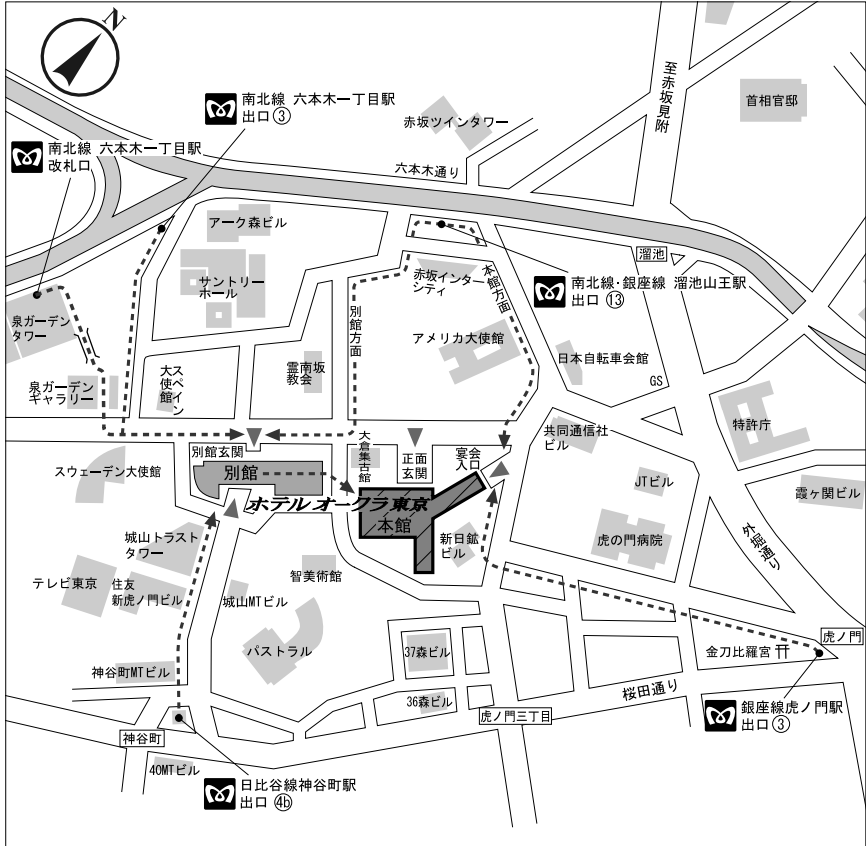 N
南北線 六本木一丁目駅
出口③
南北線 六本木一丁目駅
改札口
赤坂ツインタワー
六本木通り
至赤坂見附
首相官邸
アーク森ビル
サントリー
ホール
溜池
南北線・銀座線 溜池山王駅
出口⑬
赤坂インター
シティ
本館方面
別館方面
アメリカ大使館
日本自転車会館
GS
泉ガーデン
タワー
泉ガーデン
ギャラリー
スペイン
大使館
霊南坂
教会
特許庁
共同通信社
ビル
大倉集古館
正面
玄関
宴会
入口
別館玄関
別館
スウェーデン大使館
ホテル オークラ東京
本館
JTビル
霞ヶ関ビル
外堀通り
虎の門病院
新日鉱
ビル
城山トラスト
タワー
テレビ東京
住友
新虎ノ門ビル
智美術館
城山MTビル
パストラル
37森ビル
36森ビル
神谷町MTビル
虎ノ門
金刀比羅宮
桜田通り
虎ノ門三丁目
銀座線虎ノ門駅
出口③
神谷町
40MTビル
日比谷線神谷町駅
出口 4b